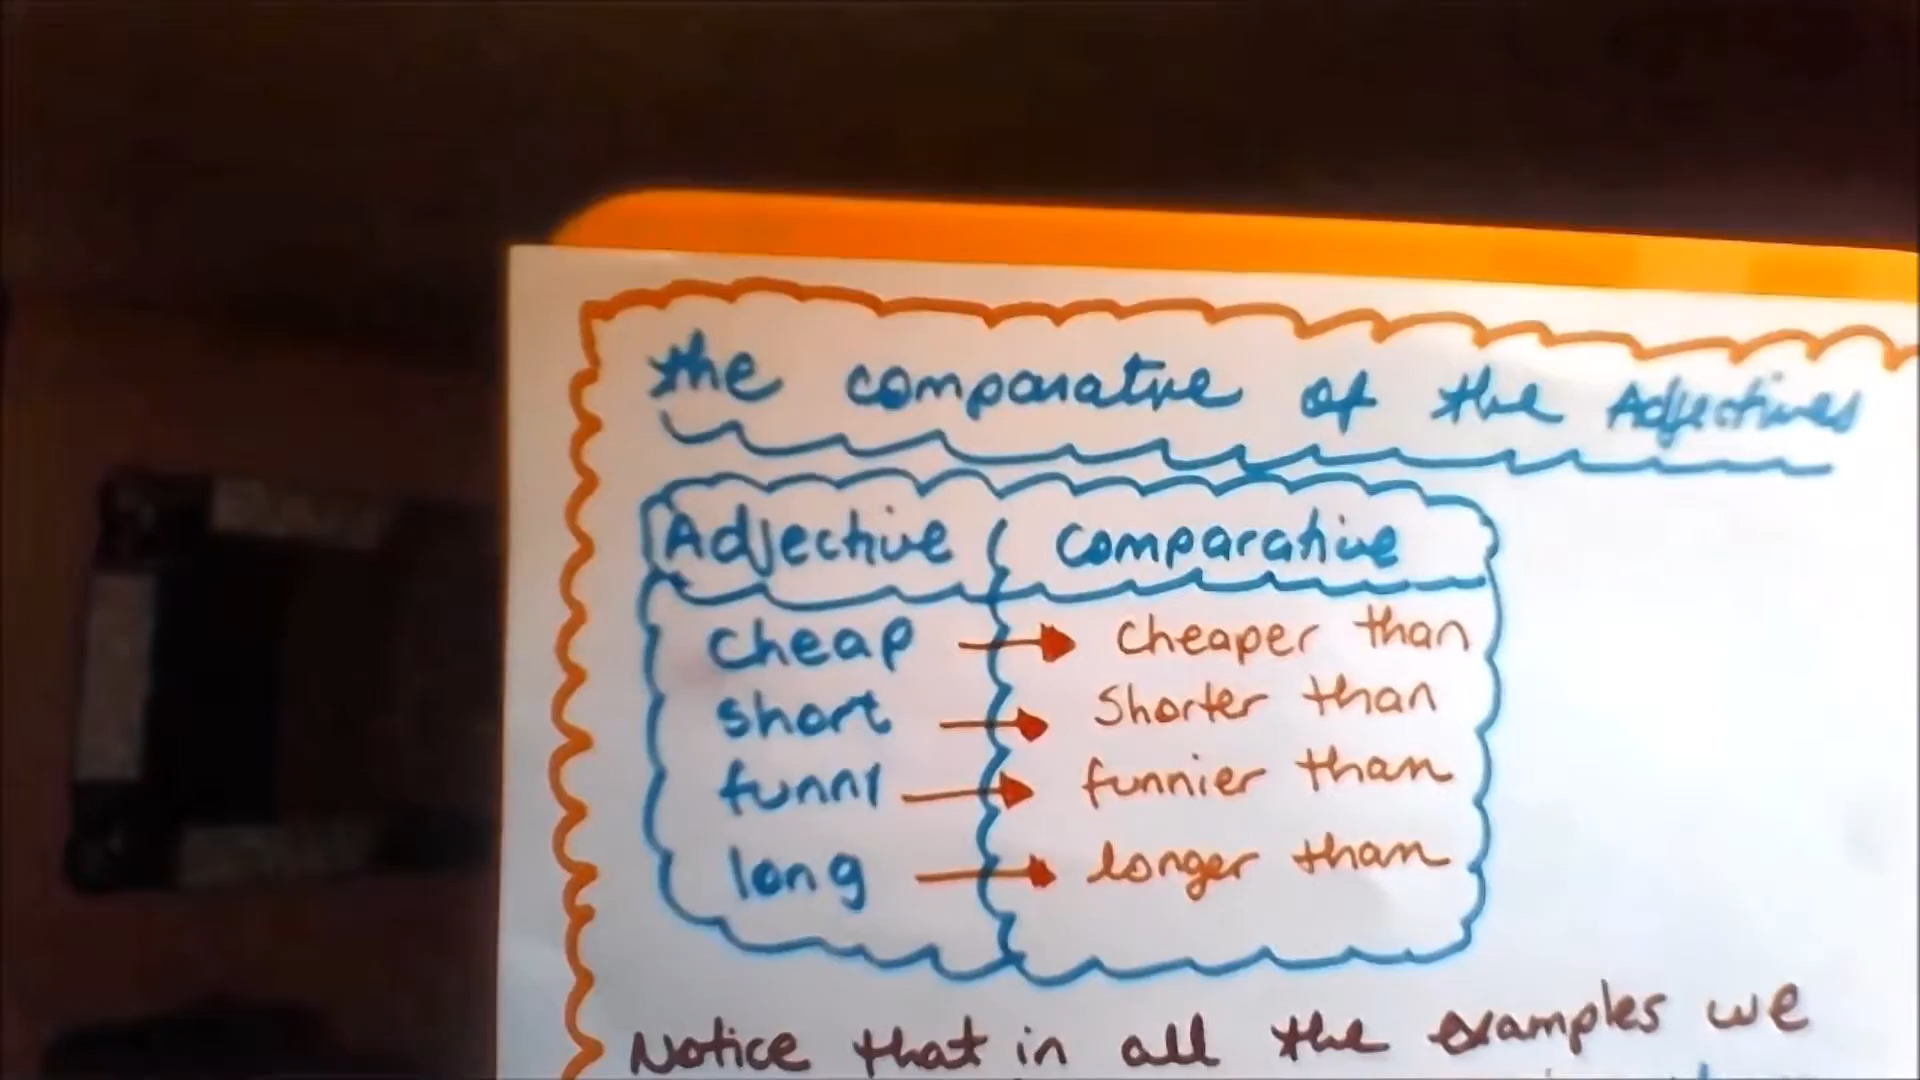 the comparative of the Adjectives
Adjective comparative
cheap cheaper than
short shorter than
funny funnier than
long longer than
Notice that in all the examples we